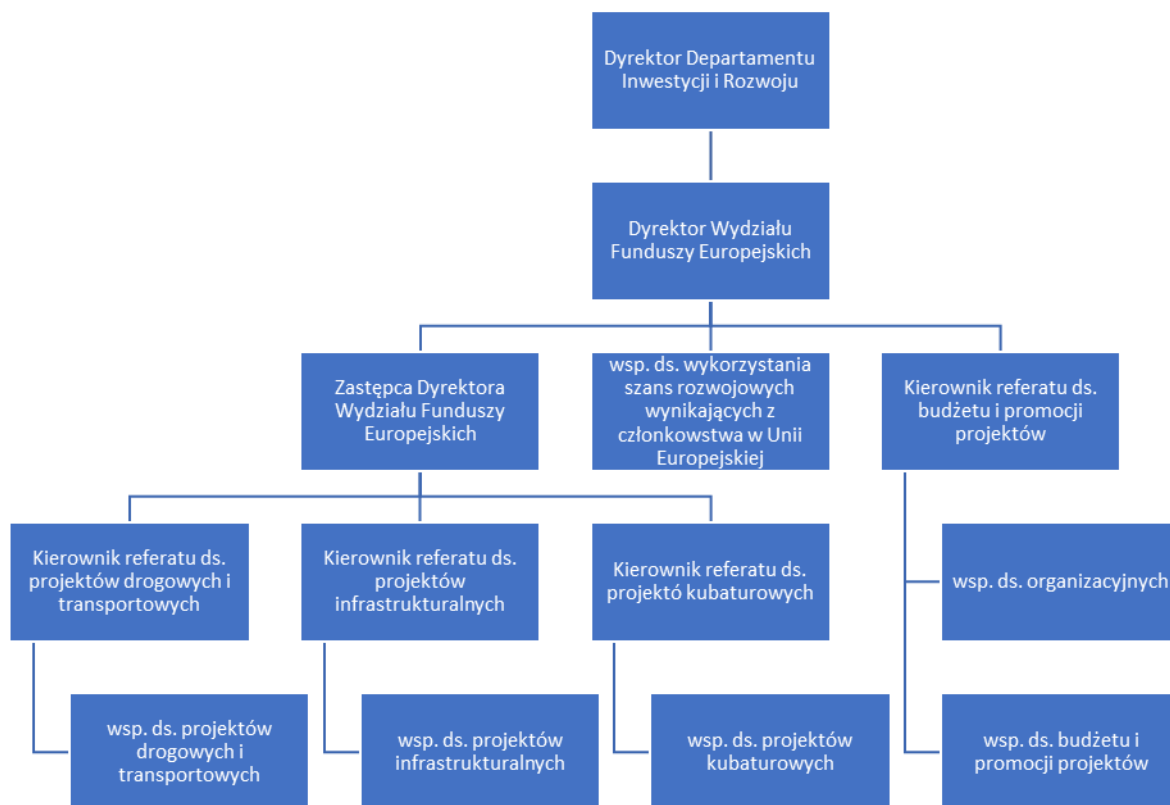 Dyrektor Departamentu
Inwestycji i Rozwoju
Dyrektor Wydziału
Funduszy Europejskich
Zastępca Dyrektora
Wydziału Funduszy
Europejskich
wsp. ds. wykorzystania
szans rozwojowych
wynikających z
członkowstwa w Unii
Europejskiej
Kierownik referatu ds.
budżetu i promocji
projektów
Kierownik referatu ds.
projektów drogowych i
transportowych
Kierownik referatu ds.
projektów
infrastrukturalnych
Kierownik referatu ds.
projektó kubaturowych
wsp. ds. organizacyjnych
wsp. ds. projektów
drogowych i
transportowych
wsp. ds. projektów
infrastrukturalnych
wsp. ds. projektów
kubaturowych
wsp. ds. budżetu i
promocji projektów